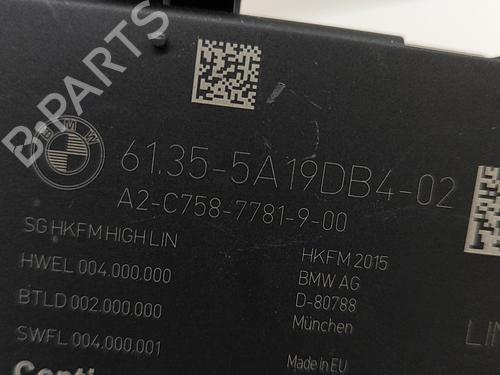 B-PARTS
BMW
61.35-5A19DB4-02
A2-C758-7781-9-00
SG HKFM HIGH LIN
HWEL 004.000.000
BTLD 002.000.000
SWFL 004.000.001
HKFM 2015
BMW AG
D-80788
München
Made in EU
LIN
Conti